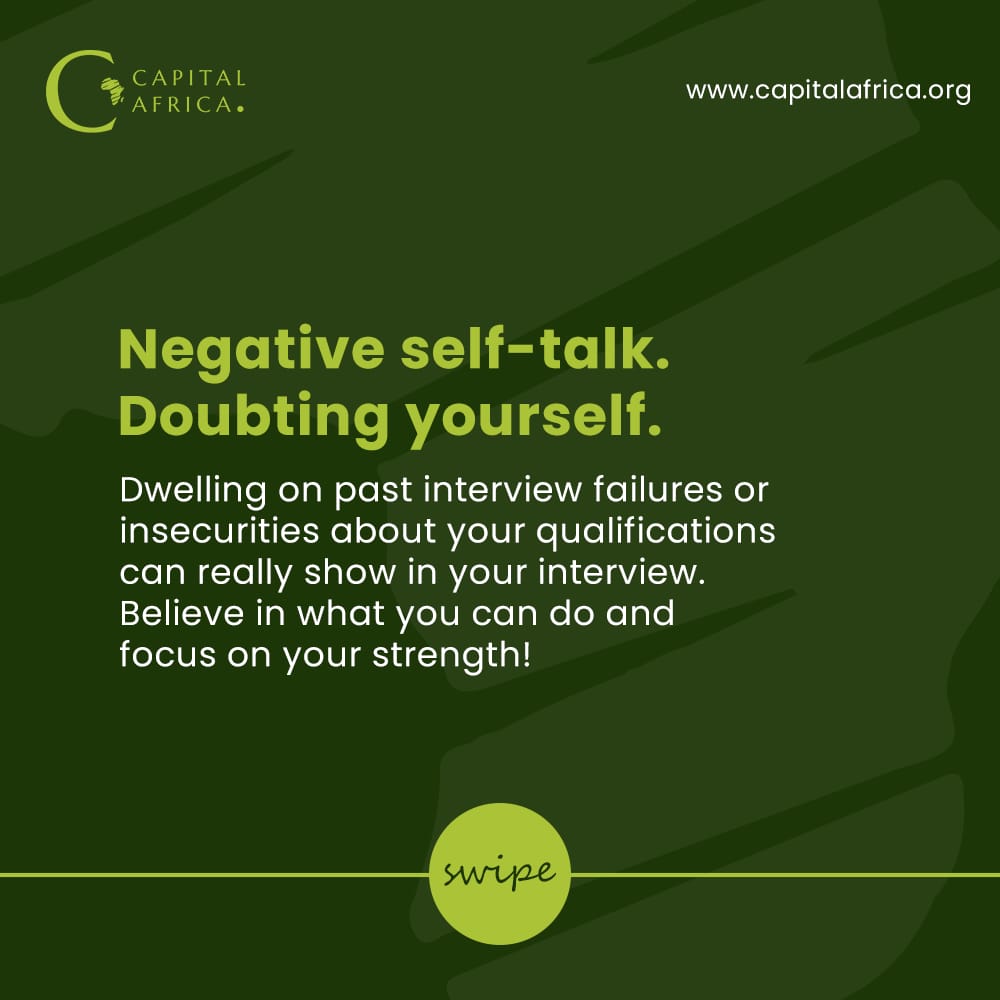 CAPITAL
AFRICA.
www.capitalafrica.org
Negative self-talk.
Doubting yourself.
Dwelling on past interview failures or
insecurities about your qualifications
can really show in your interview.
Believe in what you can do and
focus on your strength!
swipe